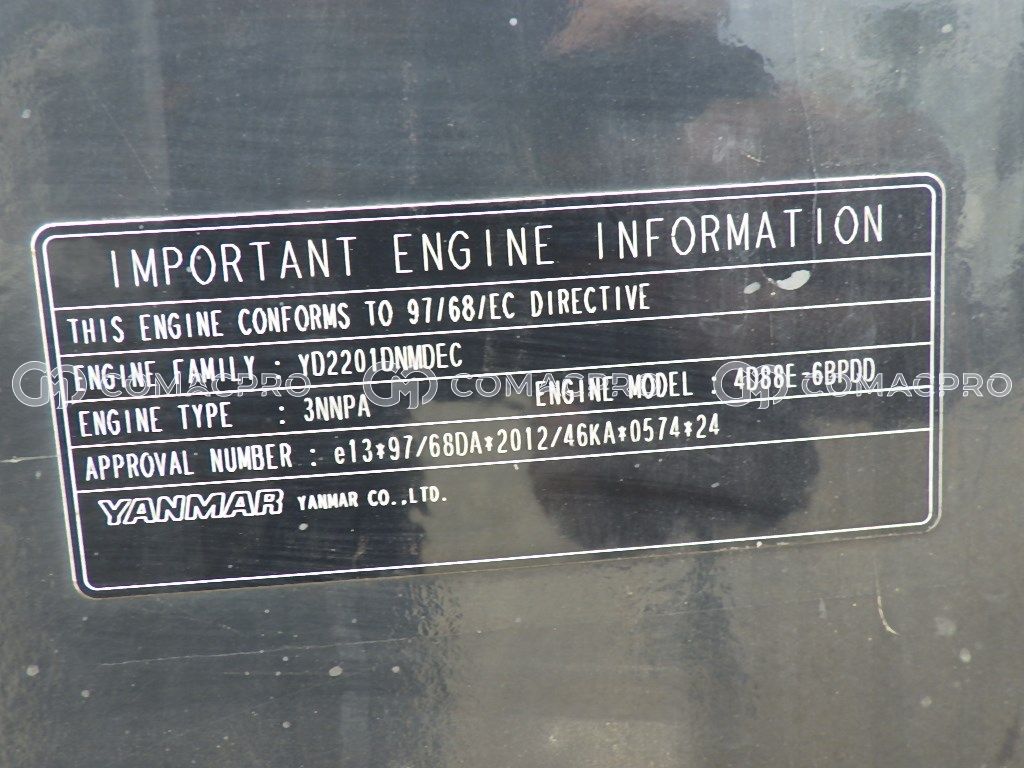 IMPORTANT ENGINE INFORMATION
THIS ENGINE CONFORMS TO 97/68/EC DIRECTIVE
ENGINE FAMILY : YD2201DNMDEC
ENGINE TYPE : 3NNPA ENGINE MODEL : 4D88E-6BPDD
APPROVAL NUMBER : e13*97/68DA*2012/46KA*0574*24
YANMAR YANMAR CO.,LTD.
COMACPRO COMACPRO COMACPRO